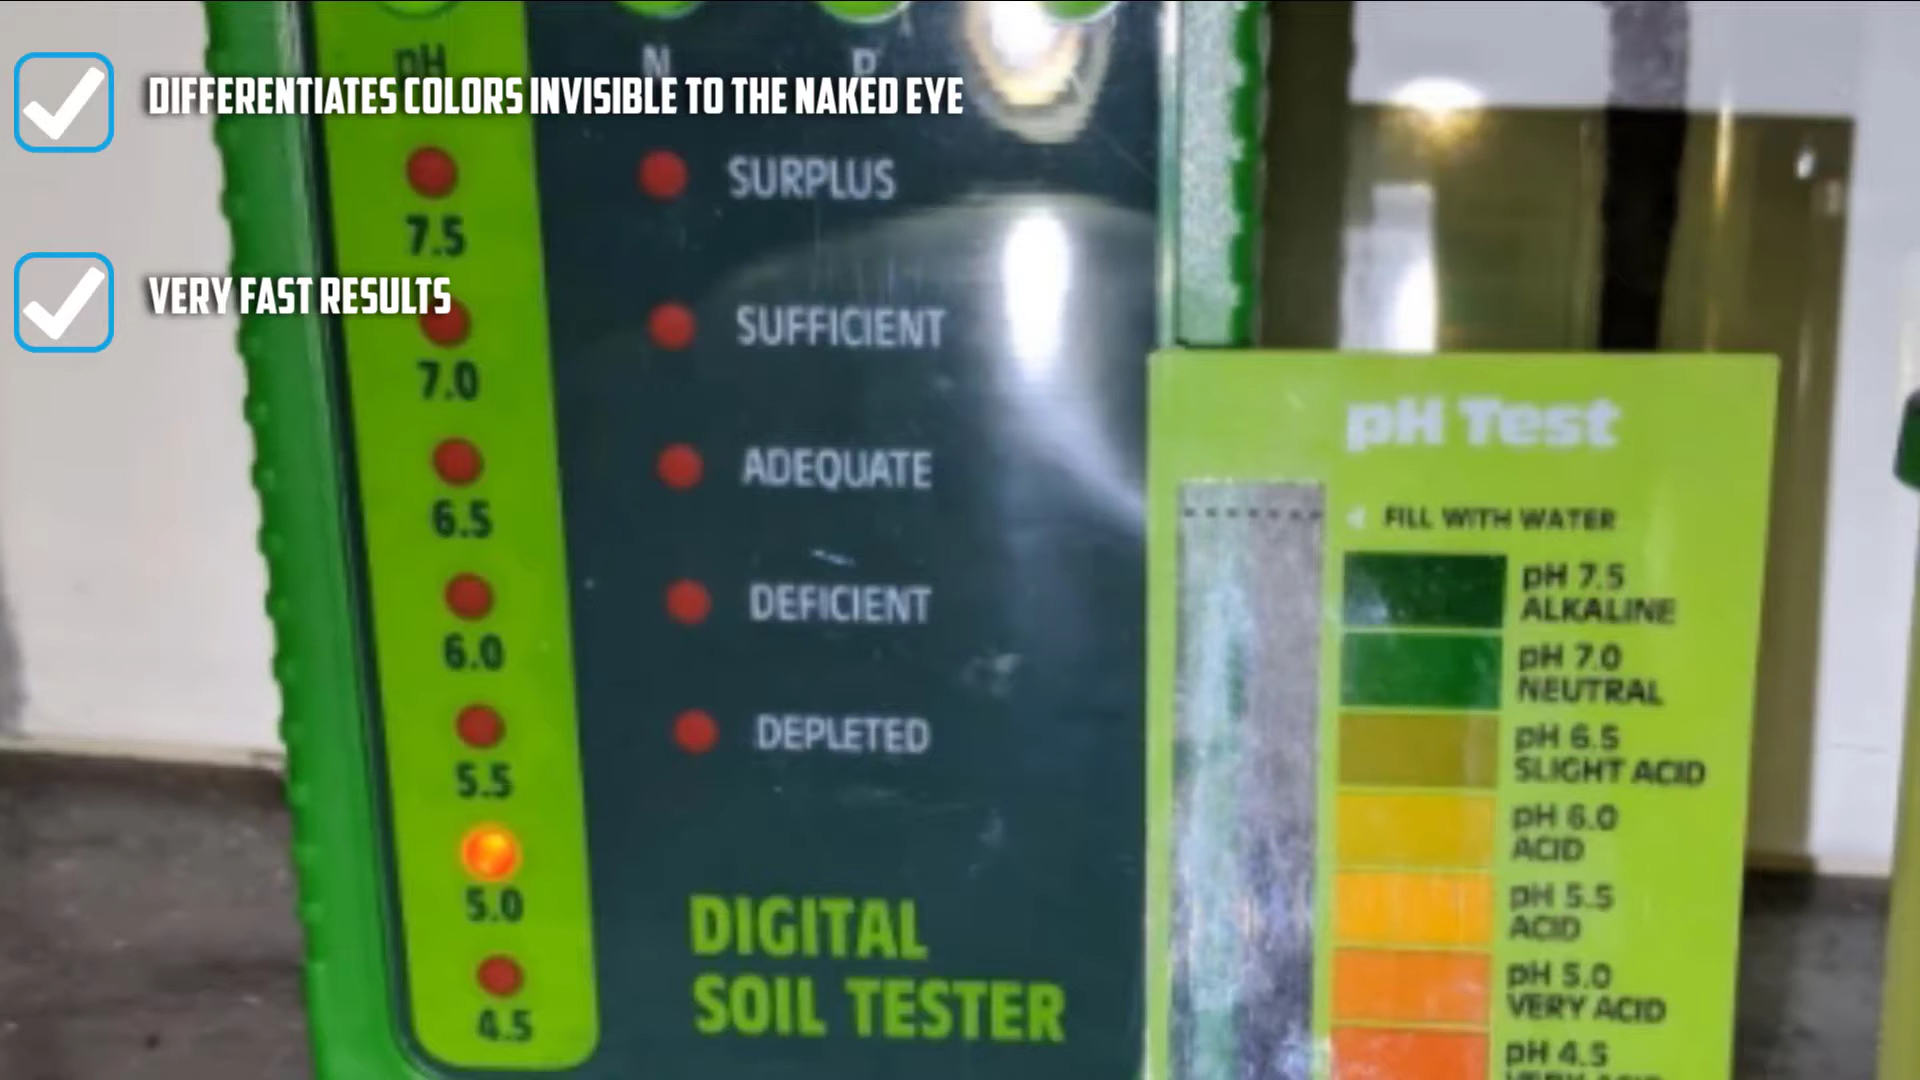 pH N P
DIFFERENTIATES COLORS INVISIBLE TO THE NAKED EYE
SURPLUS
7.5
VERY FAST RESULTS
SUFFICIENT
7.0
ADEQUATE
6.5
DEFICIENT
6.0
DEPLETED
5.5
5.0
4.5
DIGITAL
SOIL TESTER
pH Test
FILL WITH WATER
pH 7.5
ALKALINE
pH 7.0
NEUTRAL
pH 6.5
SLIGHT ACID
pH 6.0
ACID
pH 5.5
ACID
pH 5.0
VERY ACID
pH 4.5
VERY ACID